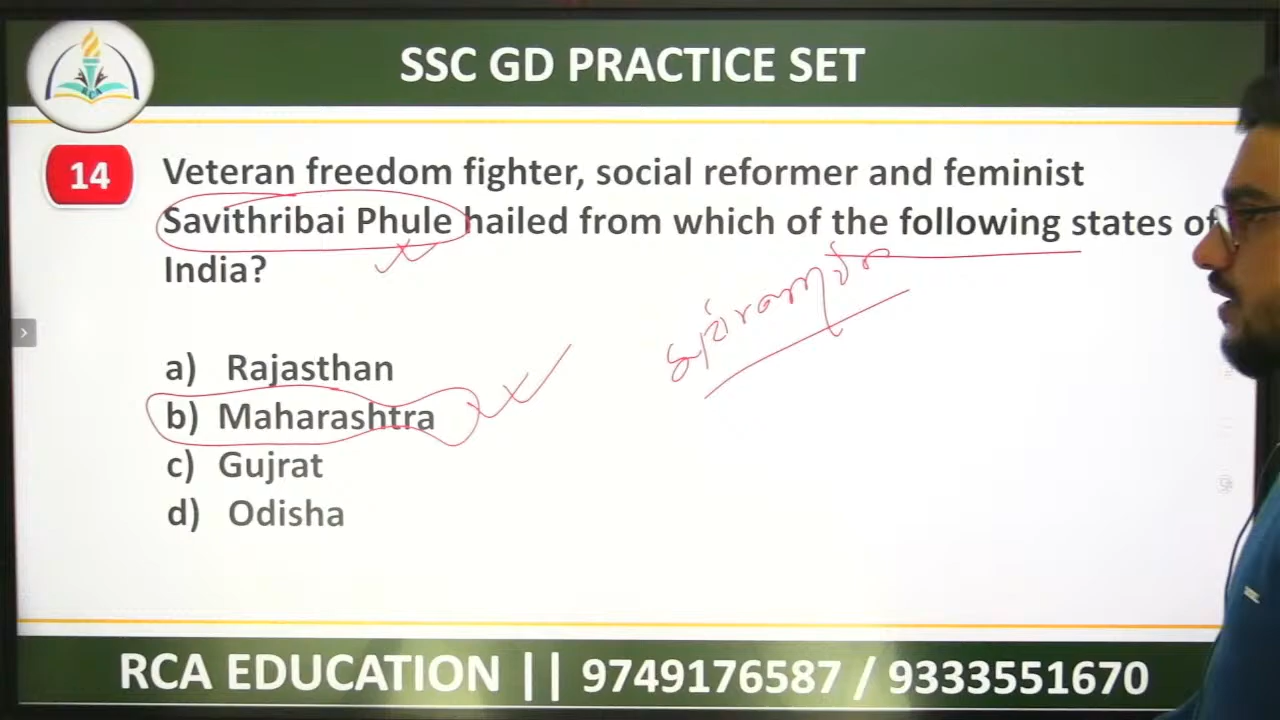 SSC GD PRACTICE SET
14
Veteran freedom fighter, social reformer and feminist
Savithribai Phule hailed from which of the following states of
India?
a) Rajasthan
b) Maharashtra
c) Gujrat
d) Odisha
RCA EDUCATION || 9749176587 / 9333551670